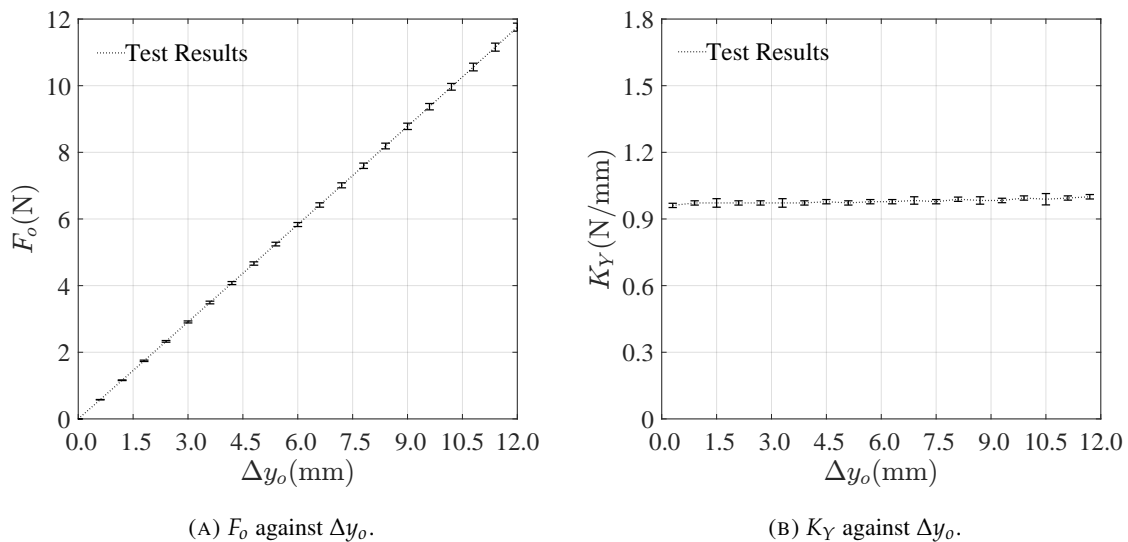 12
10
8
6
4
2
0
F_o(N)
Test Results
0.0 1.5 3.0 4.5 6.0 7.5 9.0 10.5 12.0
Δy_o(mm)
(A) F_o against Δy_o.
1.8
1.5
1.2
0.9
0.6
0.3
0
K_Y(N/mm)
Test Results
0.0 1.5 3.0 4.5 6.0 7.5 9.0 10.5 12.0
Δy_o(mm)
(B) K_Y against Δy_o.